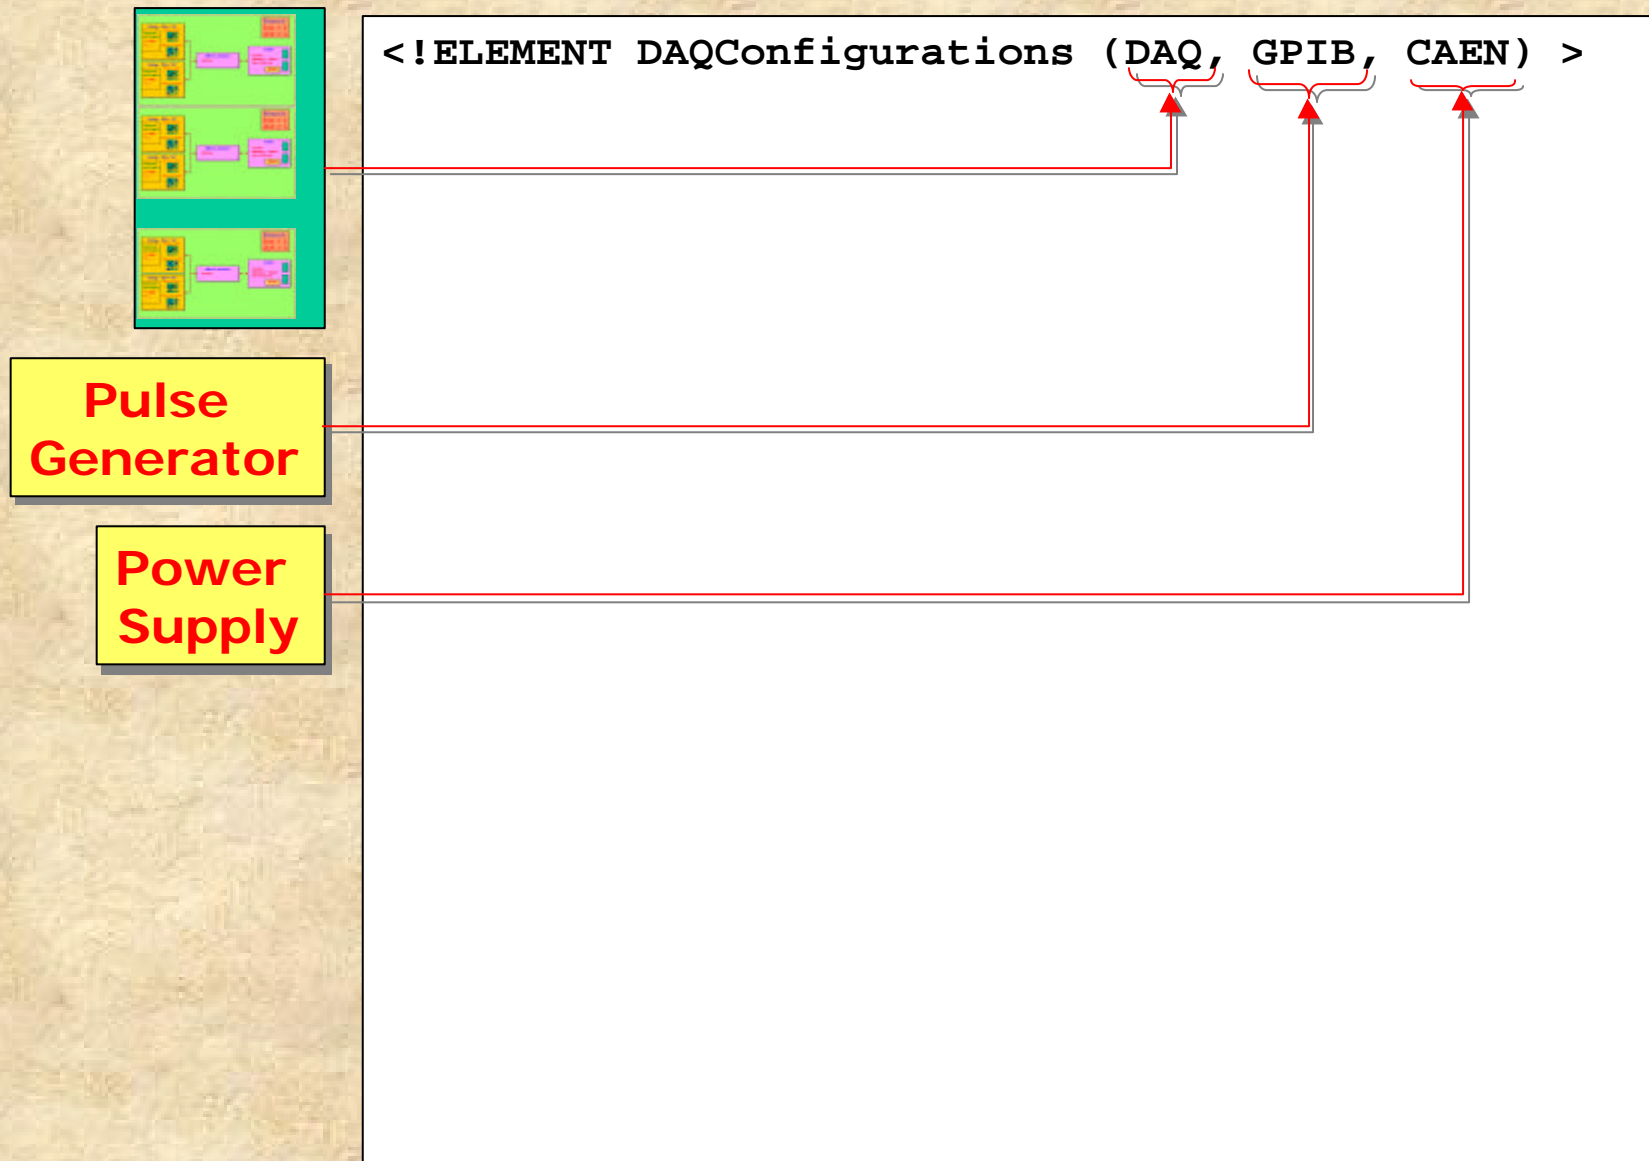 <!ELEMENT DAQConfigurations (DAQ, GPIB, CAEN) >
Pulse
Generator
Power
Supply